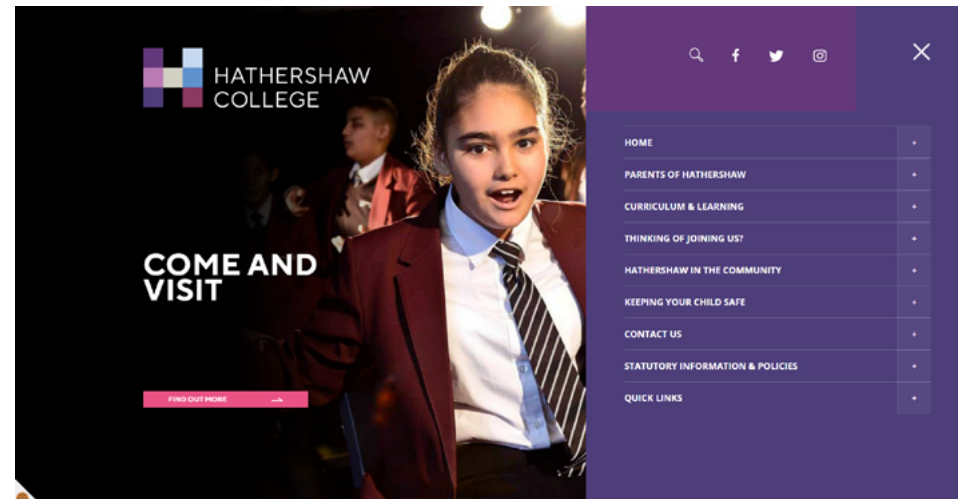 HATHERSHAW
COLLEGE
COME AND
VISIT
FIND OUT MORE
HOME
PARENTS OF HATHERSHAW
CURRICULUM & LEARNING
THINKING OF JOINING US?
HATHERSHAW IN THE COMMUNITY
KEEPING YOUR CHILD SAFE
CONTACT US
STATUTORY INFORMATION & POLICIES
QUICK LINKS